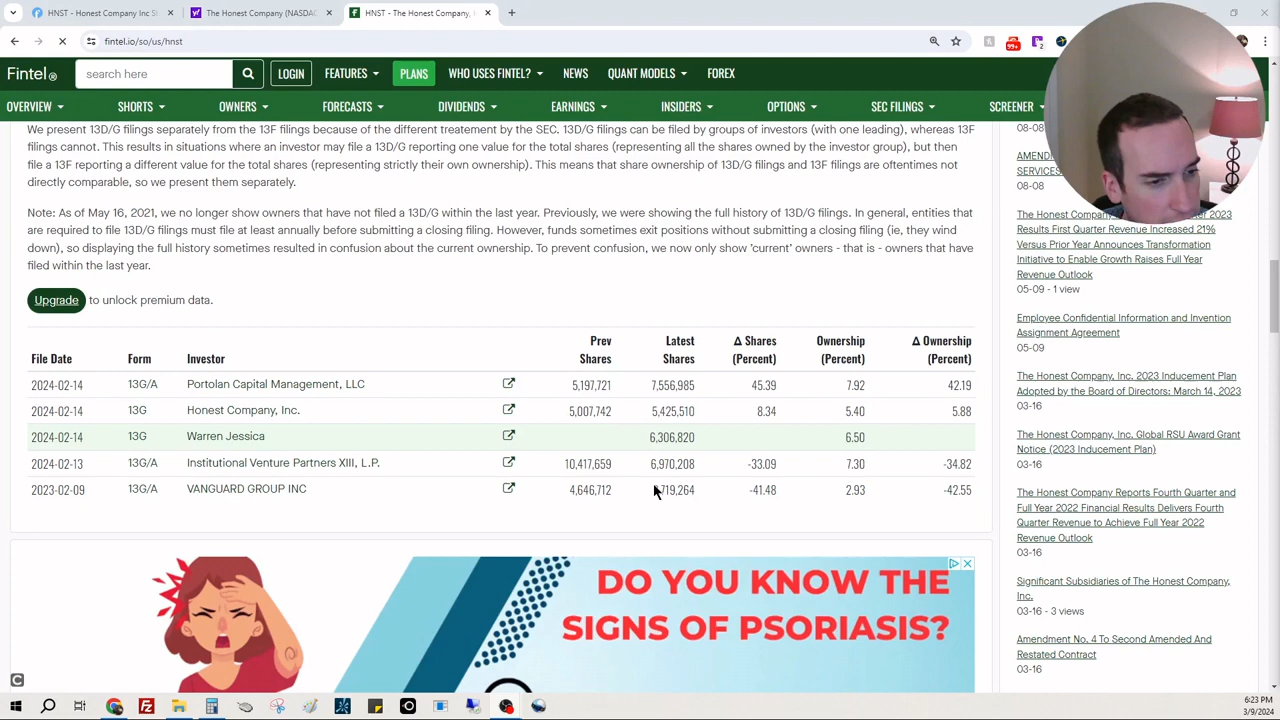 HNST - Honest Company Inc S
The Honest Company (NASDAQ
HNST - The Honest Company,
fintel.io/so/us/hnst
99+
2
Fintel
search here
LOGIN
FEATURES
PLANS
WHO USES FINTEL?
NEWS
QUANT MODELS
FOREX
OVERVIEW
SHORTS
OWNERS
FORECASTS
DIVIDENDS
EARNINGS
INSIDERS
OPTIONS
SEC FILINGS
SCREENER
We present 13D/G filings separately from the 13F filings because of the different treatment by the SEC. 13D/G filings can be filed by groups of investors (with one leading), whereas 13F
filings cannot. This results in situations where an investor may file a 13D/G reporting one value for the total shares (representing all the shares owned by the investor group), but then
file a 13F reporting a different value for the total shares (representing strictly their own ownership). This means that share ownership of 13D/G filings and 13F filings are oftentimes not
directly comparable, so we present them separately.
Note: As of May 16, 2021, we no longer show owners that have not filed a 13D/G within the last year. Previously, we were showing the full history of 13D/G filings. In general, entities that
are required to file 13D/G filings must file at least annually before submitting a closing filing. However, funds sometimes exit positions without submitting a closing filing (ie, they wind
down), so displaying the full history sometimes resulted in confusion about the current ownership. To prevent confusion, we now only show 'current' owners - that is - owners that have
filed within the last year.
Upgrade to unlock premium data.
File Date Form Investor Prev Shares Latest Shares Δ Shares (Percent) Ownership (Percent) Δ Ownership (Percent)
2024-02-14 13G/A Portolan Capital Management, LLC 5,197,721 7,556,985 45.39 7.92 42.19
2024-02-14 13G Honest Company, Inc. 5,007,742 5,425,510 8.34 5.40 5.88
2024-02-14 13G Warren Jessica 6,306,820 6.50
2024-02-13 13G/A Institutional Venture Partners XIII, L.P. 10,417,659 6,970,208 -33.09 7.30 -34.82
2023-02-09 13G/A VANGUARD GROUP INC 4,646,712 719,264 -41.48 2.93 -42.55
DO YOU KNOW THE
SIGNS OF PSORIASIS?
08-08
AMEND
SERVICES
08-08
The Honest Company 2023
Results First Quarter Revenue Increased 21%
Versus Prior Year Announces Transformation
Initiative to Enable Growth Raises Full Year
Revenue Outlook
05-09 - 1 view
Employee Confidential Information and Invention
Assignment Agreement
05-09
The Honest Company, Inc. 2023 Inducement Plan
Adopted by the Board of Directors: March 14, 2023
03-16
The Honest Company, Inc. Global RSU Award Grant
Notice (2023 Inducement Plan)
03-16
The Honest Company Reports Fourth Quarter and
Full Year 2022 Financial Results Delivers Fourth
Quarter Revenue to Achieve Full Year 2022
Revenue Outlook
03-16
Significant Subsidiaries of The Honest Company,
Inc.
03-16 - 3 views
Amendment No. 4 To Second Amended And
Restated Contract
03-16
6:23 PM
3/9/2024